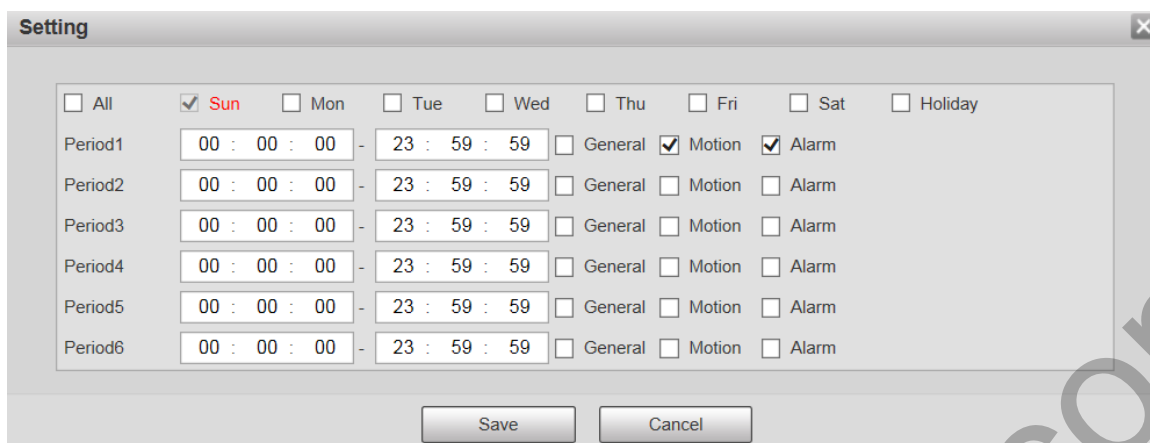 Setting
All Sun Mon Tue Wed Thu Fri Sat Holiday
Period1 00 : 00 : 00 - 23 : 59 : 59 General Motion Alarm
Period2 00 : 00 : 00 - 23 : 59 : 59 General Motion Alarm
Period3 00 : 00 : 00 - 23 : 59 : 59 General Motion Alarm
Period4 00 : 00 : 00 - 23 : 59 : 59 General Motion Alarm
Period5 00 : 00 : 00 - 23 : 59 : 59 General Motion Alarm
Period6 00 : 00 : 00 - 23 : 59 : 59 General Motion Alarm
Save Cancel